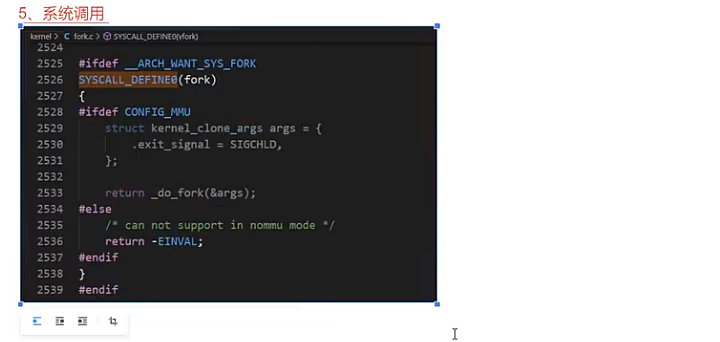 5、系统调用
kernel > C fork.c > SYSCALL_DEFINE0(vfork)
2524
2525 #ifdef __ARCH_WANT_SYS_FORK
2526 SYSCALL_DEFINE0(fork)
2527 {
2528 #ifdef CONFIG_MMU
2529 struct kernel_clone_args args = {
2530 .exit_signal = SIGCHLD,
2531 };
2532
2533 return _do_fork(&args);
2534 #else
2535 /* can not support in nommu mode */
2536 return -EINVAL;
2537 #endif
2538 }
2539 #endif